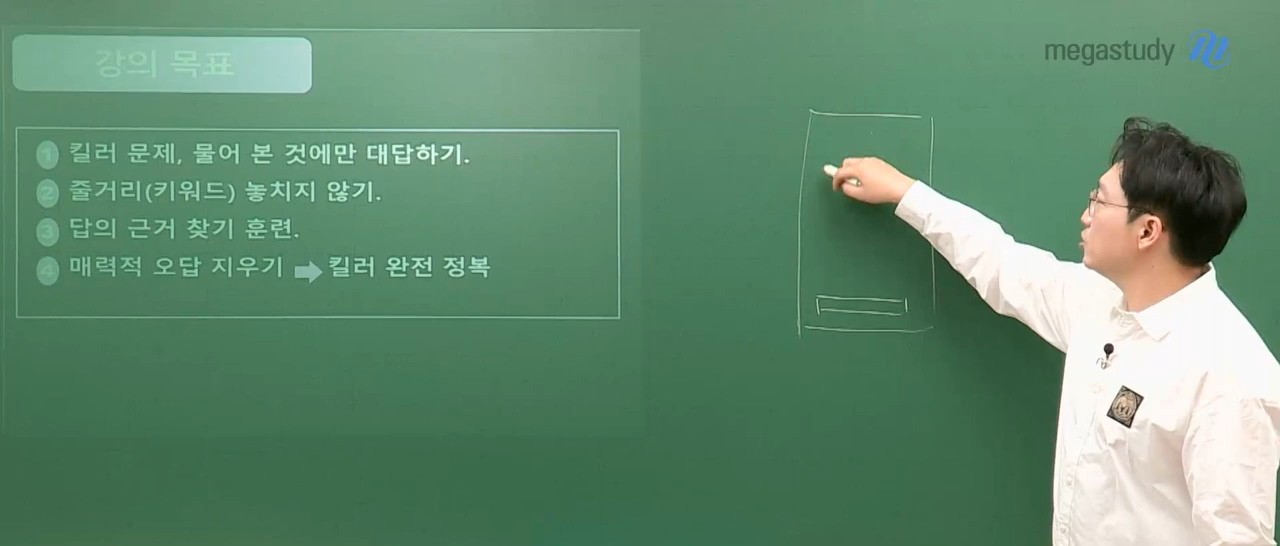 megastudy
강의 목표
1 킬러 문제, 물어 본 것에만 대답하기.
2 줄거리(키워드) 놓치지 않기.
3 답의 근거 찾기 훈련.
4 매력적 오답 지우기 ➡ 킬러 완전 정복